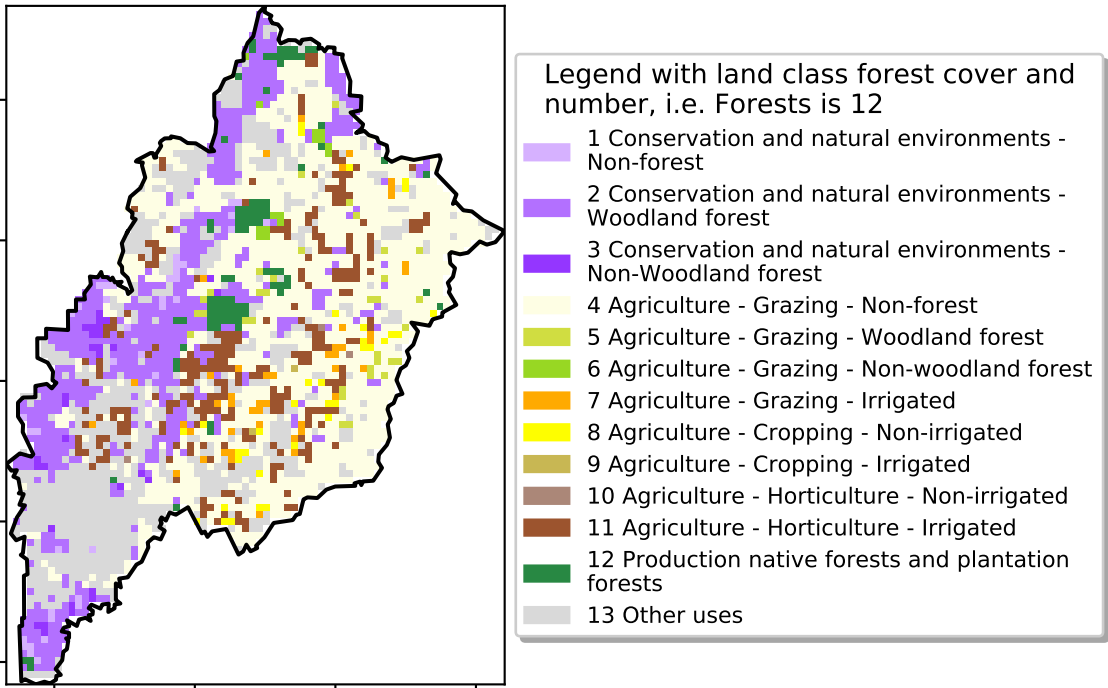 Legend with land class forest cover and
number, i.e. Forests is 12
1 Conservation and natural environments -
Non-forest
2 Conservation and natural environments -
Woodland forest
3 Conservation and natural environments -
Non-Woodland forest
4 Agriculture - Grazing - Non-forest
5 Agriculture - Grazing - Woodland forest
6 Agriculture - Grazing - Non-woodland forest
7 Agriculture - Grazing - Irrigated
8 Agriculture - Cropping - Non-irrigated
9 Agriculture - Cropping - Irrigated
10 Agriculture - Horticulture - Non-irrigated
11 Agriculture - Horticulture - Irrigated
12 Production native forests and plantation
forests
13 Other uses